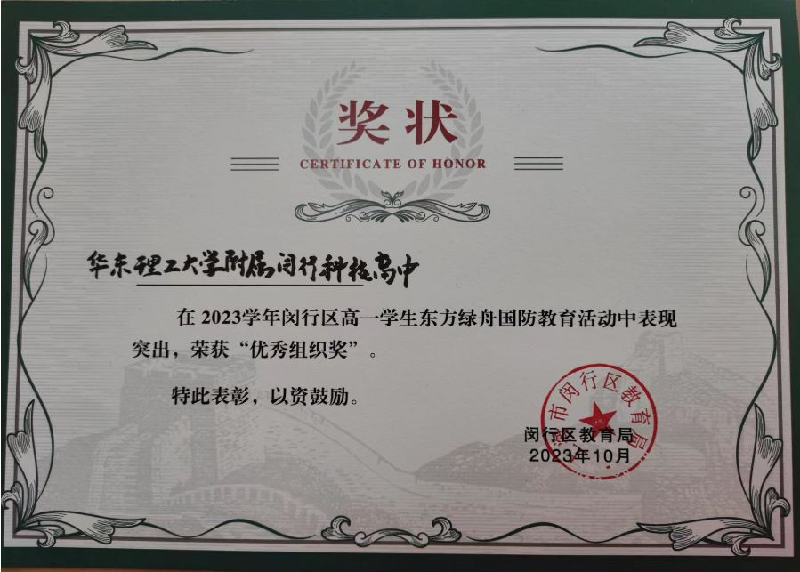 奖状
CERTIFICATE OF HONOR
华东理工大学附属闵行科技高中
在 2023学年闵行区高一学生东方绿舟国防教育活动中表现
突出，荣获“优秀组织奖”。
特此表彰，以资鼓励。
市闵行区教育局
闵行区教育局
2023年10月